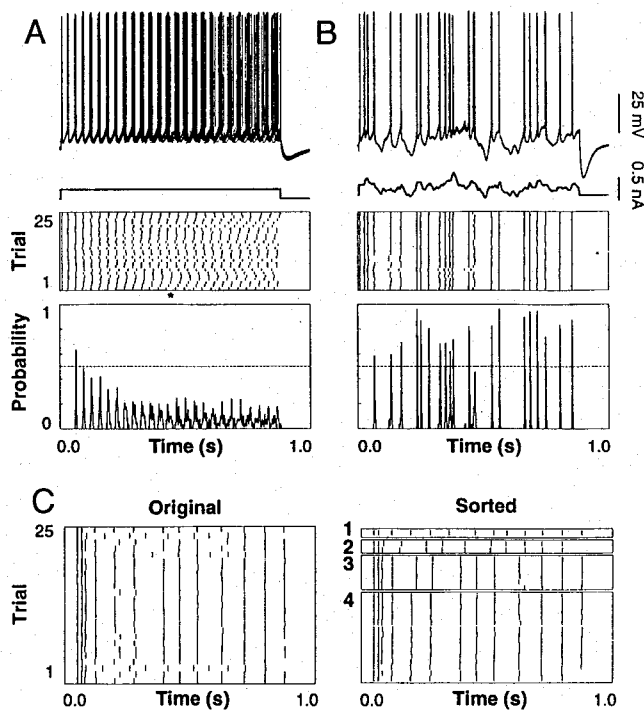 A
B
25 mV
0.5 nA
25
Trial
1
*
1
Probability
0
0.0 Time (s) 1.0
0.0 Time (s) 1.0
C
Original
Sorted
25
Trial
1
1
2
3
4
0.0 Time (s) 1.0
0.0 Time (s) 1.0